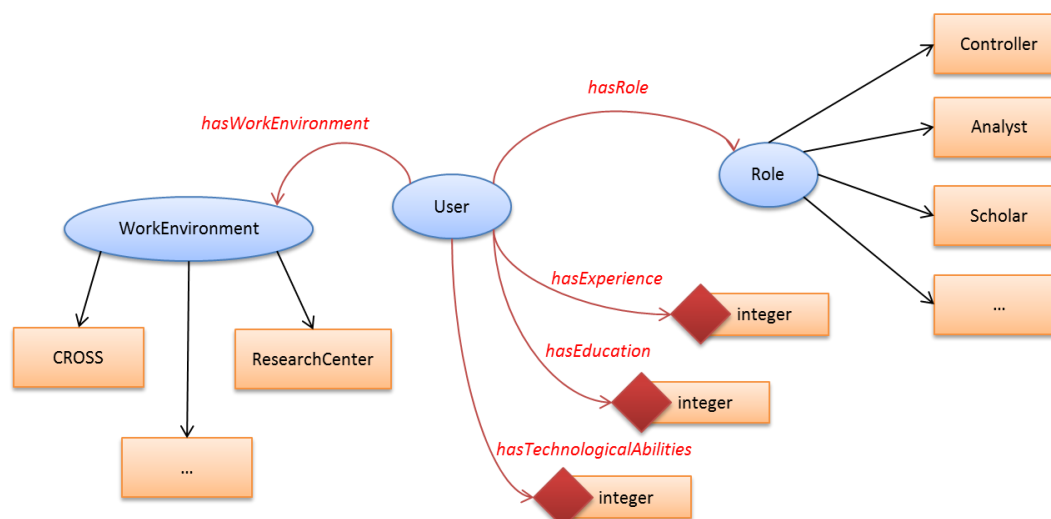 Controller
hasRole
hasWorkEnvironment
Analyst
Role
User
Scholar
WorkEnvironment
hasExperience
integer
...
CROSS
ResearchCenter
hasEducation
integer
hasTechnologicalAbilities
...
integer